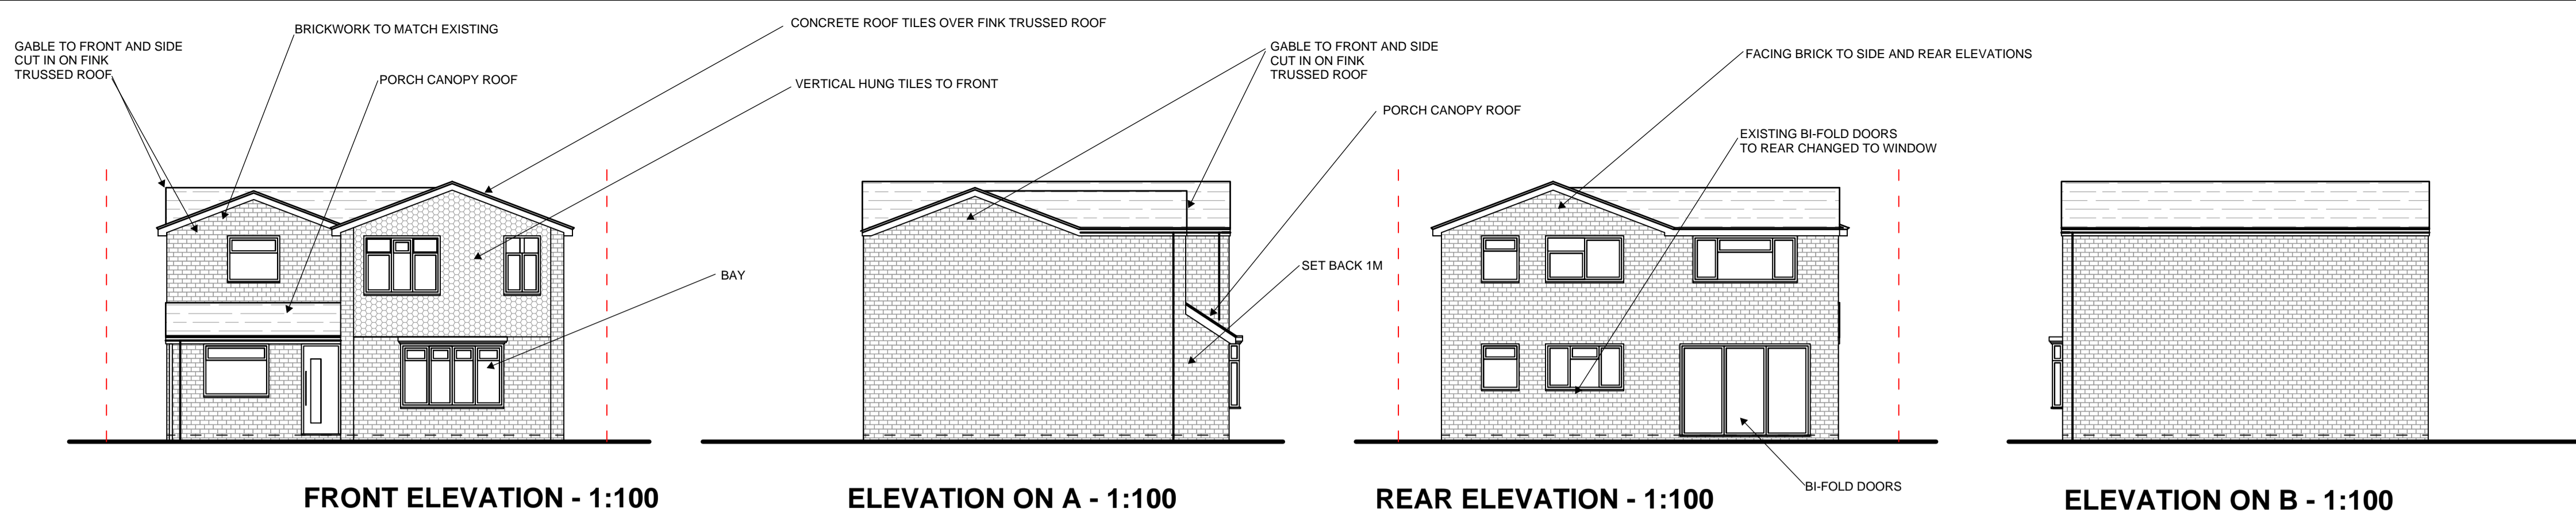 GABLE TO FRONT AND SIDE
CUT IN ON FINK
TRUSSED ROOF
BRICKWORK TO MATCH EXISTING
PORCH CANOPY ROOF
CONCRETE ROOF TILES OVER FINK TRUSSED ROOF
VERTICAL HUNG TILES TO FRONT
BAY
FRONT ELEVATION - 1:100
GABLE TO FRONT AND SIDE
CUT IN ON FINK
TRUSSED ROOF
PORCH CANOPY ROOF
SET BACK 1M
ELEVATION ON A - 1:100
FACING BRICK TO SIDE AND REAR ELEVATIONS
EXISTING BI-FOLD DOORS
TO REAR CHANGED TO WINDOW
BI-FOLD DOORS
REAR ELEVATION - 1:100
ELEVATION ON B - 1:100